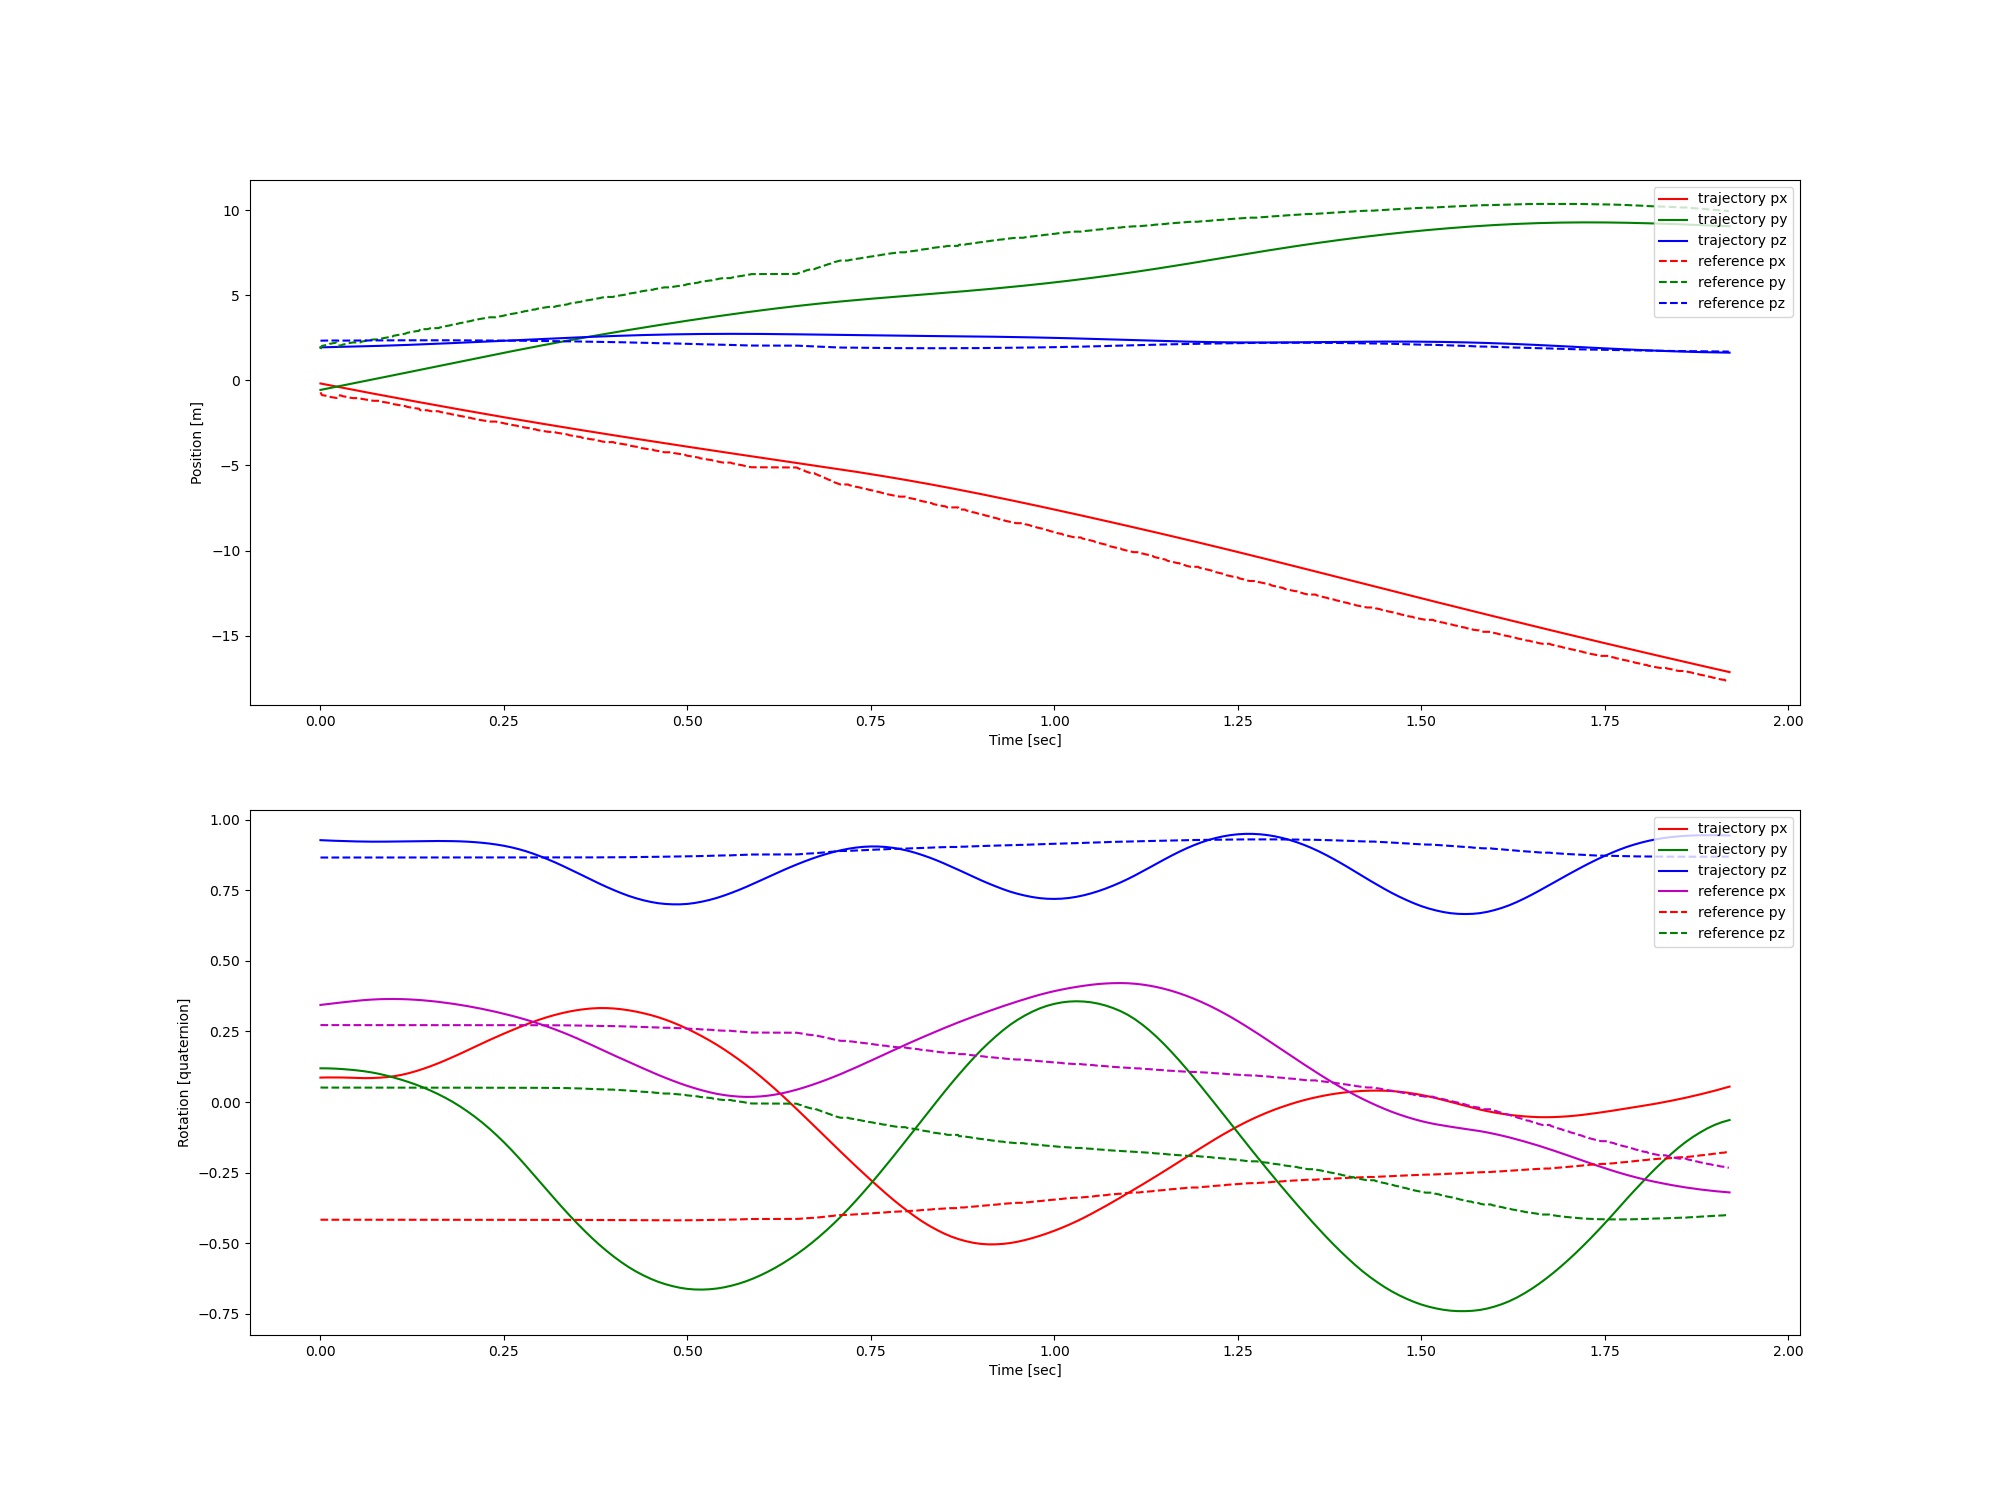 10
5
0
−5
−10
−15
Position [m]
trajectory px
trajectory py
trajectory pz
reference px
reference py
reference pz
0.00 0.25 0.50 0.75 1.00 1.25 1.50 1.75 2.00
Time [sec]
1.00
0.75
0.50
0.25
0.00
−0.25
−0.50
−0.75
Rotation [quaternion]
trajectory px
trajectory py
trajectory pz
reference px
reference py
reference pz
0.00 0.25 0.50 0.75 1.00 1.25 1.50 1.75 2.00
Time [sec]